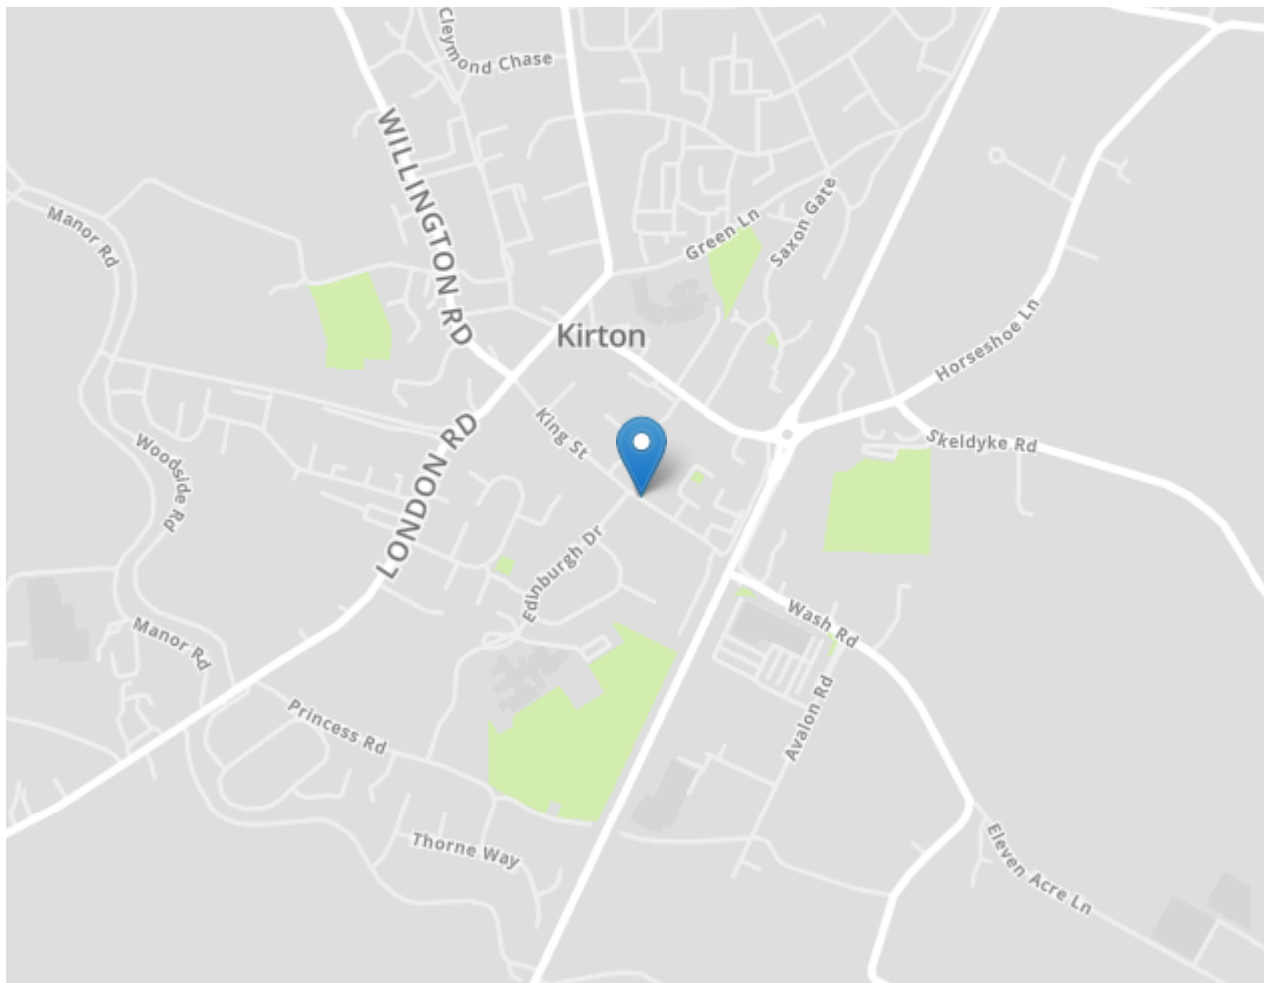 Cleymond Chase
WILLINGTON RD
Manor Rd
Green Ln
Saxon Gate
Kirton
Horseshoe Ln
King St
LONDON RD
Skeldyke Rd
Woodside Rd
Edinburgh Dr
Wash Rd
Manor Rd
Avalon Rd
Princess Rd
Thorne Way
Eleven Acre Ln